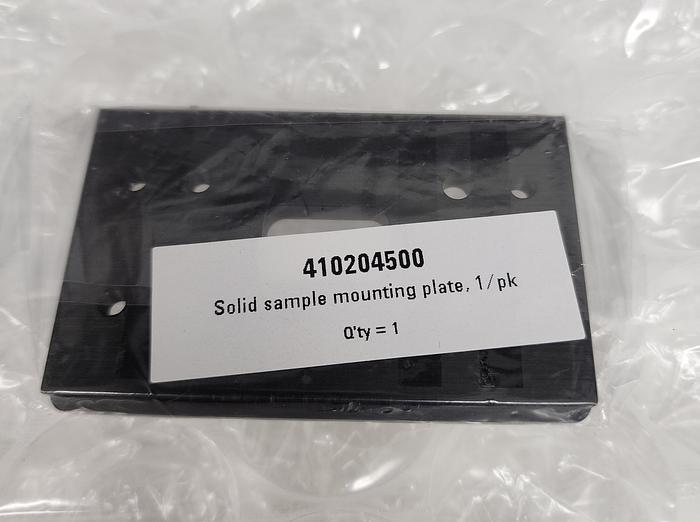 410204500
Solid sample mounting plate, 1/pk
Q'ty = 1